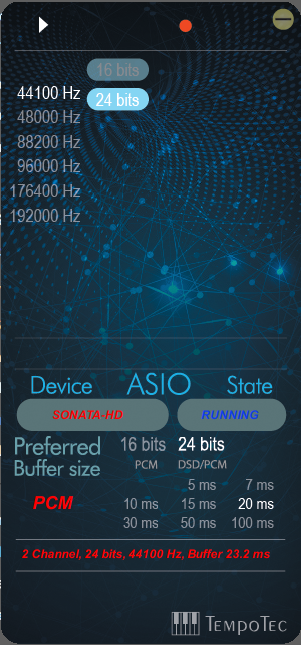 16 bits
44100 Hz 24 bits
48000 Hz
88200 Hz
96000 Hz
176400 Hz
192000 Hz
Device ASIO State
SONATA-HD RUNNING
Preferred 16 bits 24 bits
Buffer size PCM DSD/PCM
5 ms 7 ms
PCM 10 ms 15 ms 20 ms
30 ms 50 ms 100 ms
2 Channel, 24 bits, 44100 Hz, Buffer 23.2 ms
TEMPOTEC